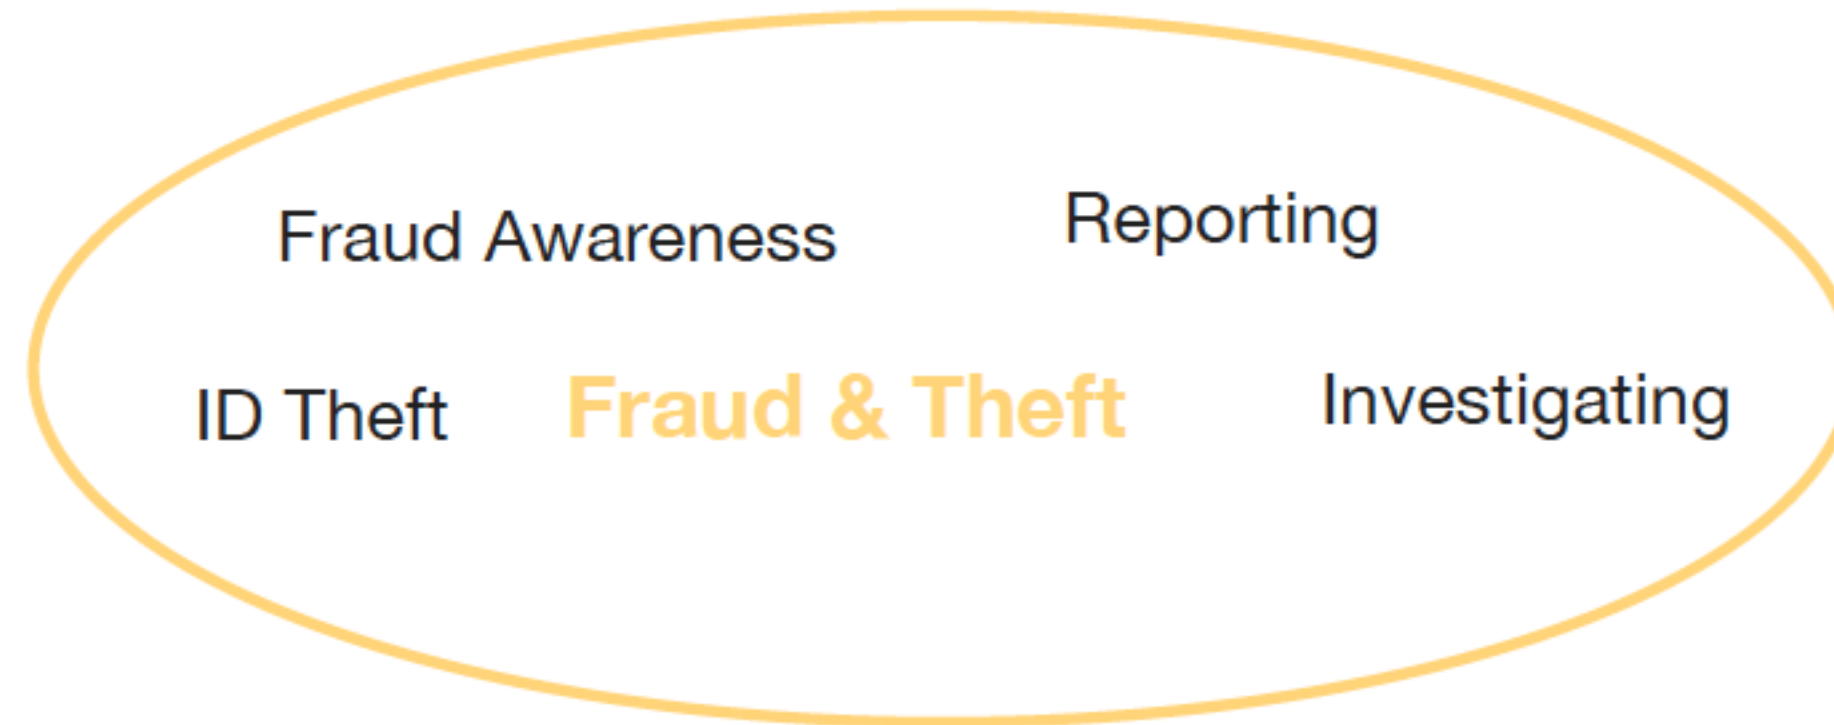 Fraud Awareness
Reporting
ID Theft
Fraud & Theft
Investigating